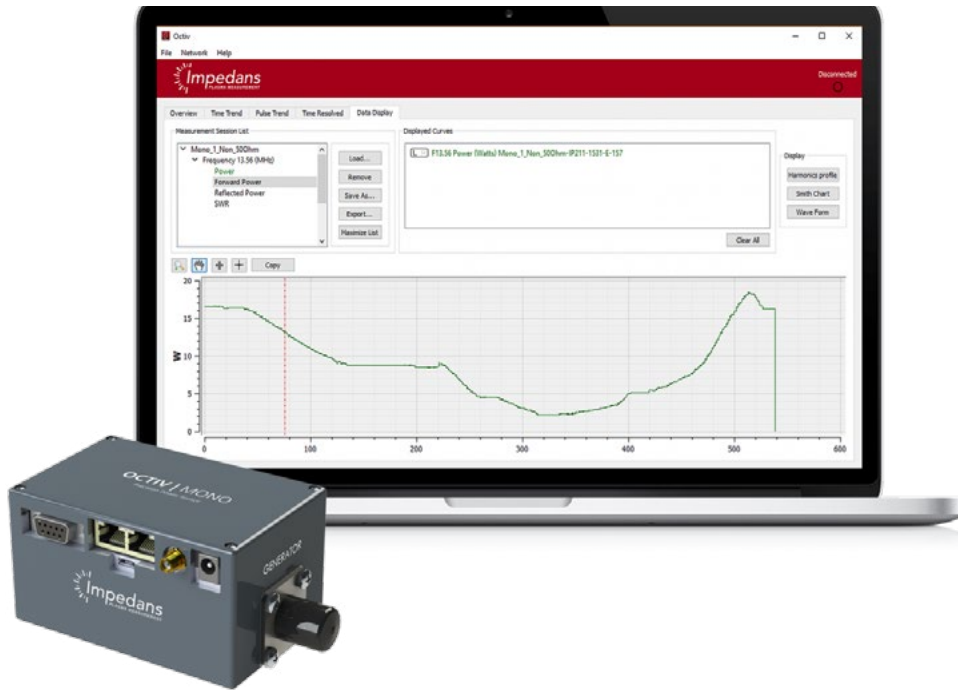 Octiv
File Network Help
Impedans
PLASMA MEASUREMENT
Disconnected
Overview Time Trend Pulse Trend Time Resolved Data Display
Measurement Session List
Mono_1_Non_50Ohm
Frequency 13.56 (MHz)
Power
Forward Power
Reflected Power
SWR
Load...
Remove
Save As...
Export...
Maximize List
Displayed Curves
L F13.56 Power (Watts) Mono_1_Non_50Ohm-IP211-1531-E-157
Clear All
Display
Harmonics profile
Smith Chart
Wave Form
Copy
20
15
10
5
0
W
0 100 200 300 400 500 600
OCTIV | MONO
GENERATOR
Impedans
PLASMA MEASUREMENT